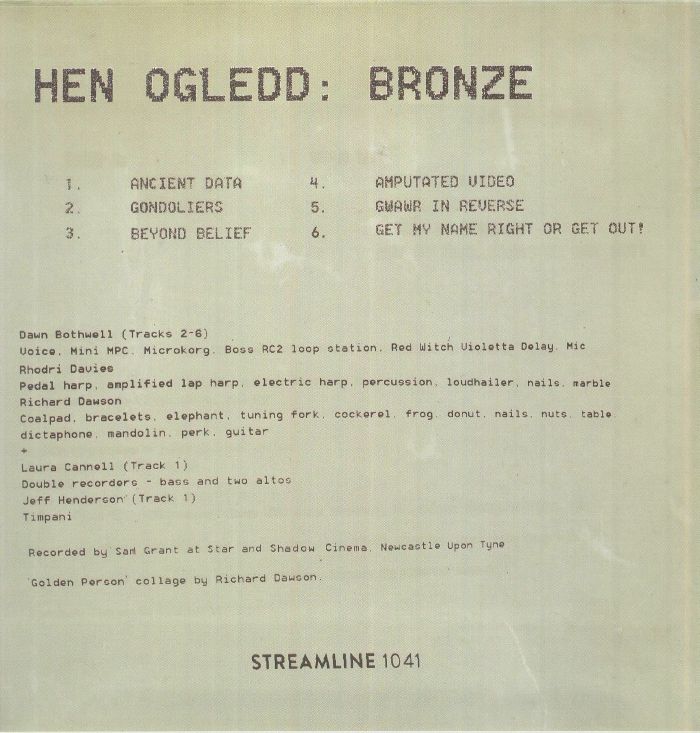 HEN OGLEDD: BRONZE
1. ANCIENT DATA
2. GONDOLIERS
3. BEYOND BELIEF
4. AMPUTATED VIDEO
5. GWAWR IN REVERSE
6. GET MY NAME RIGHT OR GET OUT!
Dawn Bothwell (Tracks 2-6)
Voice, Mini MPC, Microkorg, Boss RC2 loop station, Red Witch Violetta Delay, Mic
Rhodri Davies
Pedal harp, amplified lap harp, electric harp, percussion, loudhailer, nails, marble
Richard Dawson
Coalpad, bracelets, elephant, tuning fork, cockerel, frog, donut, nails, nuts, table
dictaphone, mandolin, perk, guitar
+
Laura Cannell (Track 1)
Double recorders - bass and two altos
Jeff Henderson (Track 1)
Timpani
Recorded by Sam Grant at Star and Shadow Cinema, Newcastle Upon Tyne
'Golden Person' collage by Richard Dawson.
STREAMLINE 1041